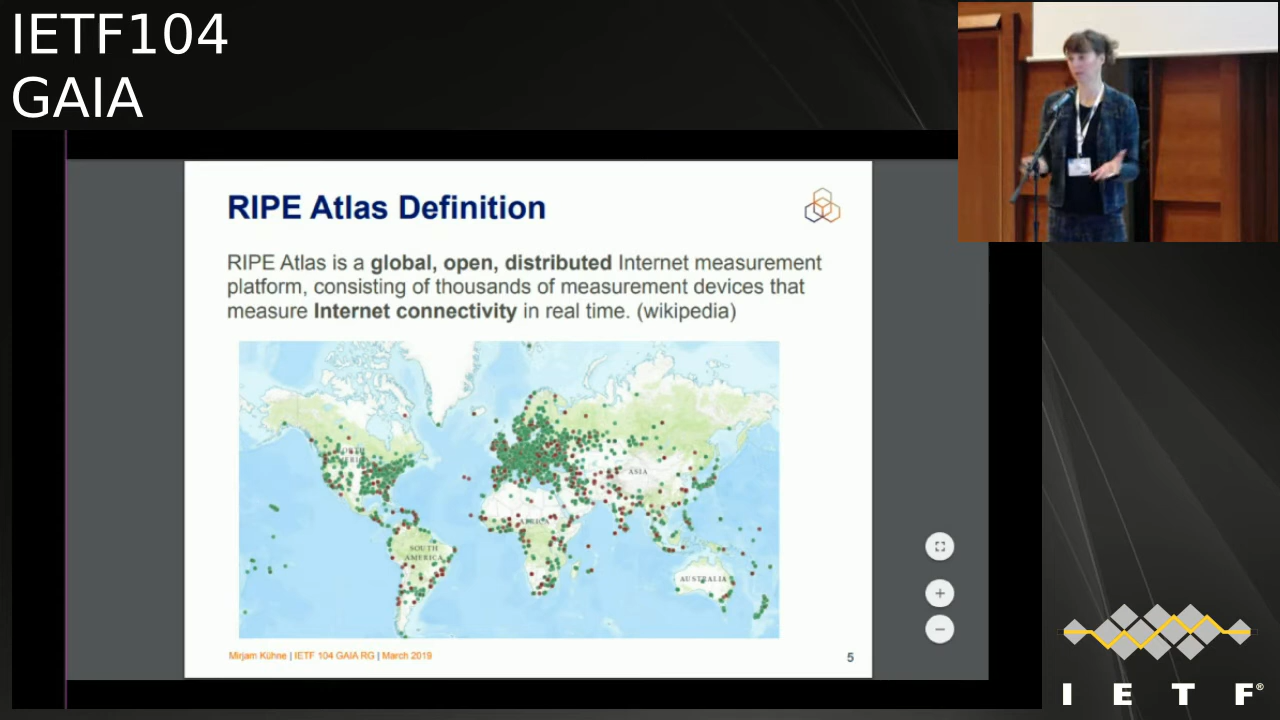 IETF104
GAIA
RIPE Atlas Definition
RIPE Atlas is a global, open, distributed Internet measurement
platform, consisting of thousands of measurement devices that
measure Internet connectivity in real time. (wikipedia)
NORTH
AMERICA
ASIA
AFRICA
SOUTH
AMERICA
AUSTRALIA
Mirjam Kühne | IETF 104 GAIA RG | March 2019
5
I E T F®